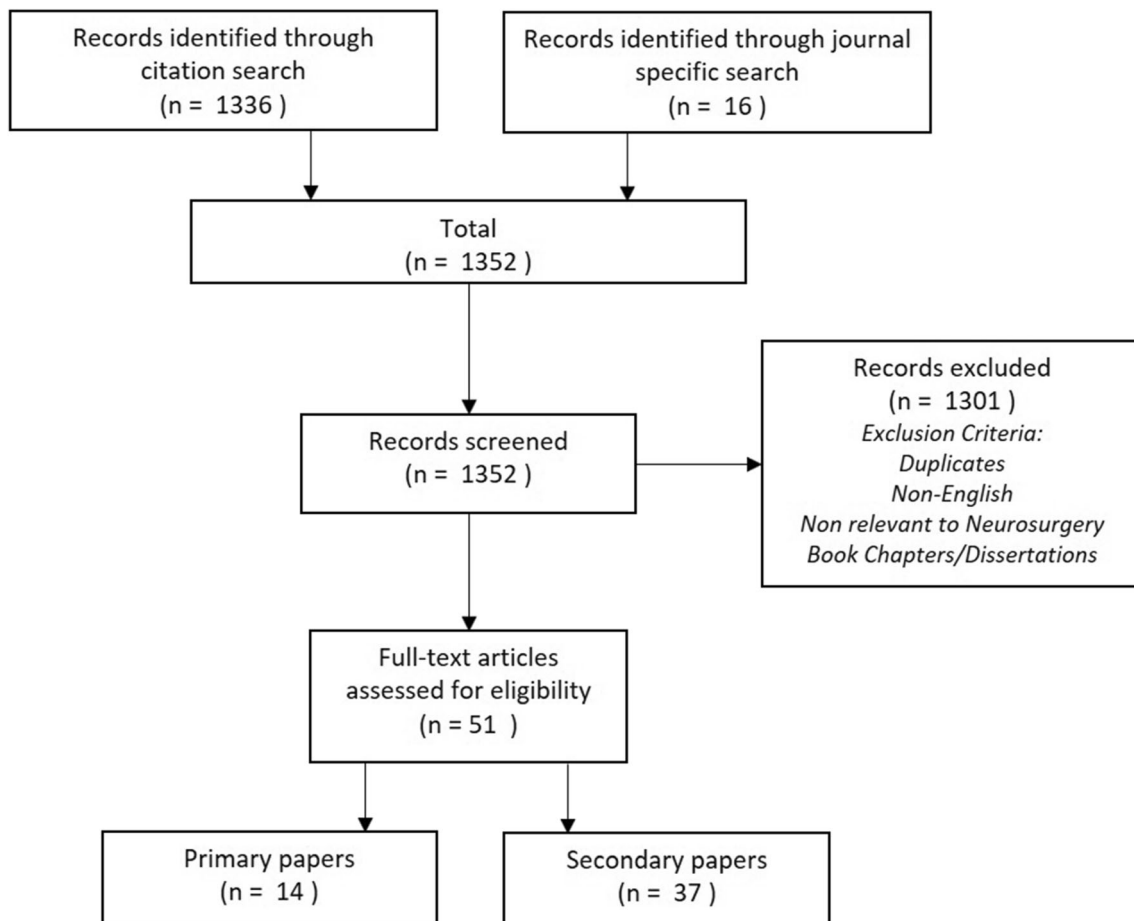 Records identified through
citation search
(n = 1336 )
Records identified through journal
specific search
(n = 16 )
Total
(n = 1352 )
Records screened
(n = 1352 )
Records excluded
(n = 1301 )
Exclusion Criteria:
Duplicates
Non-English
Non relevant to Neurosurgery
Book Chapters/Dissertations
Full-text articles
assessed for eligibility
(n = 51 )
Primary papers
(n = 14 )
Secondary papers
(n = 37 )